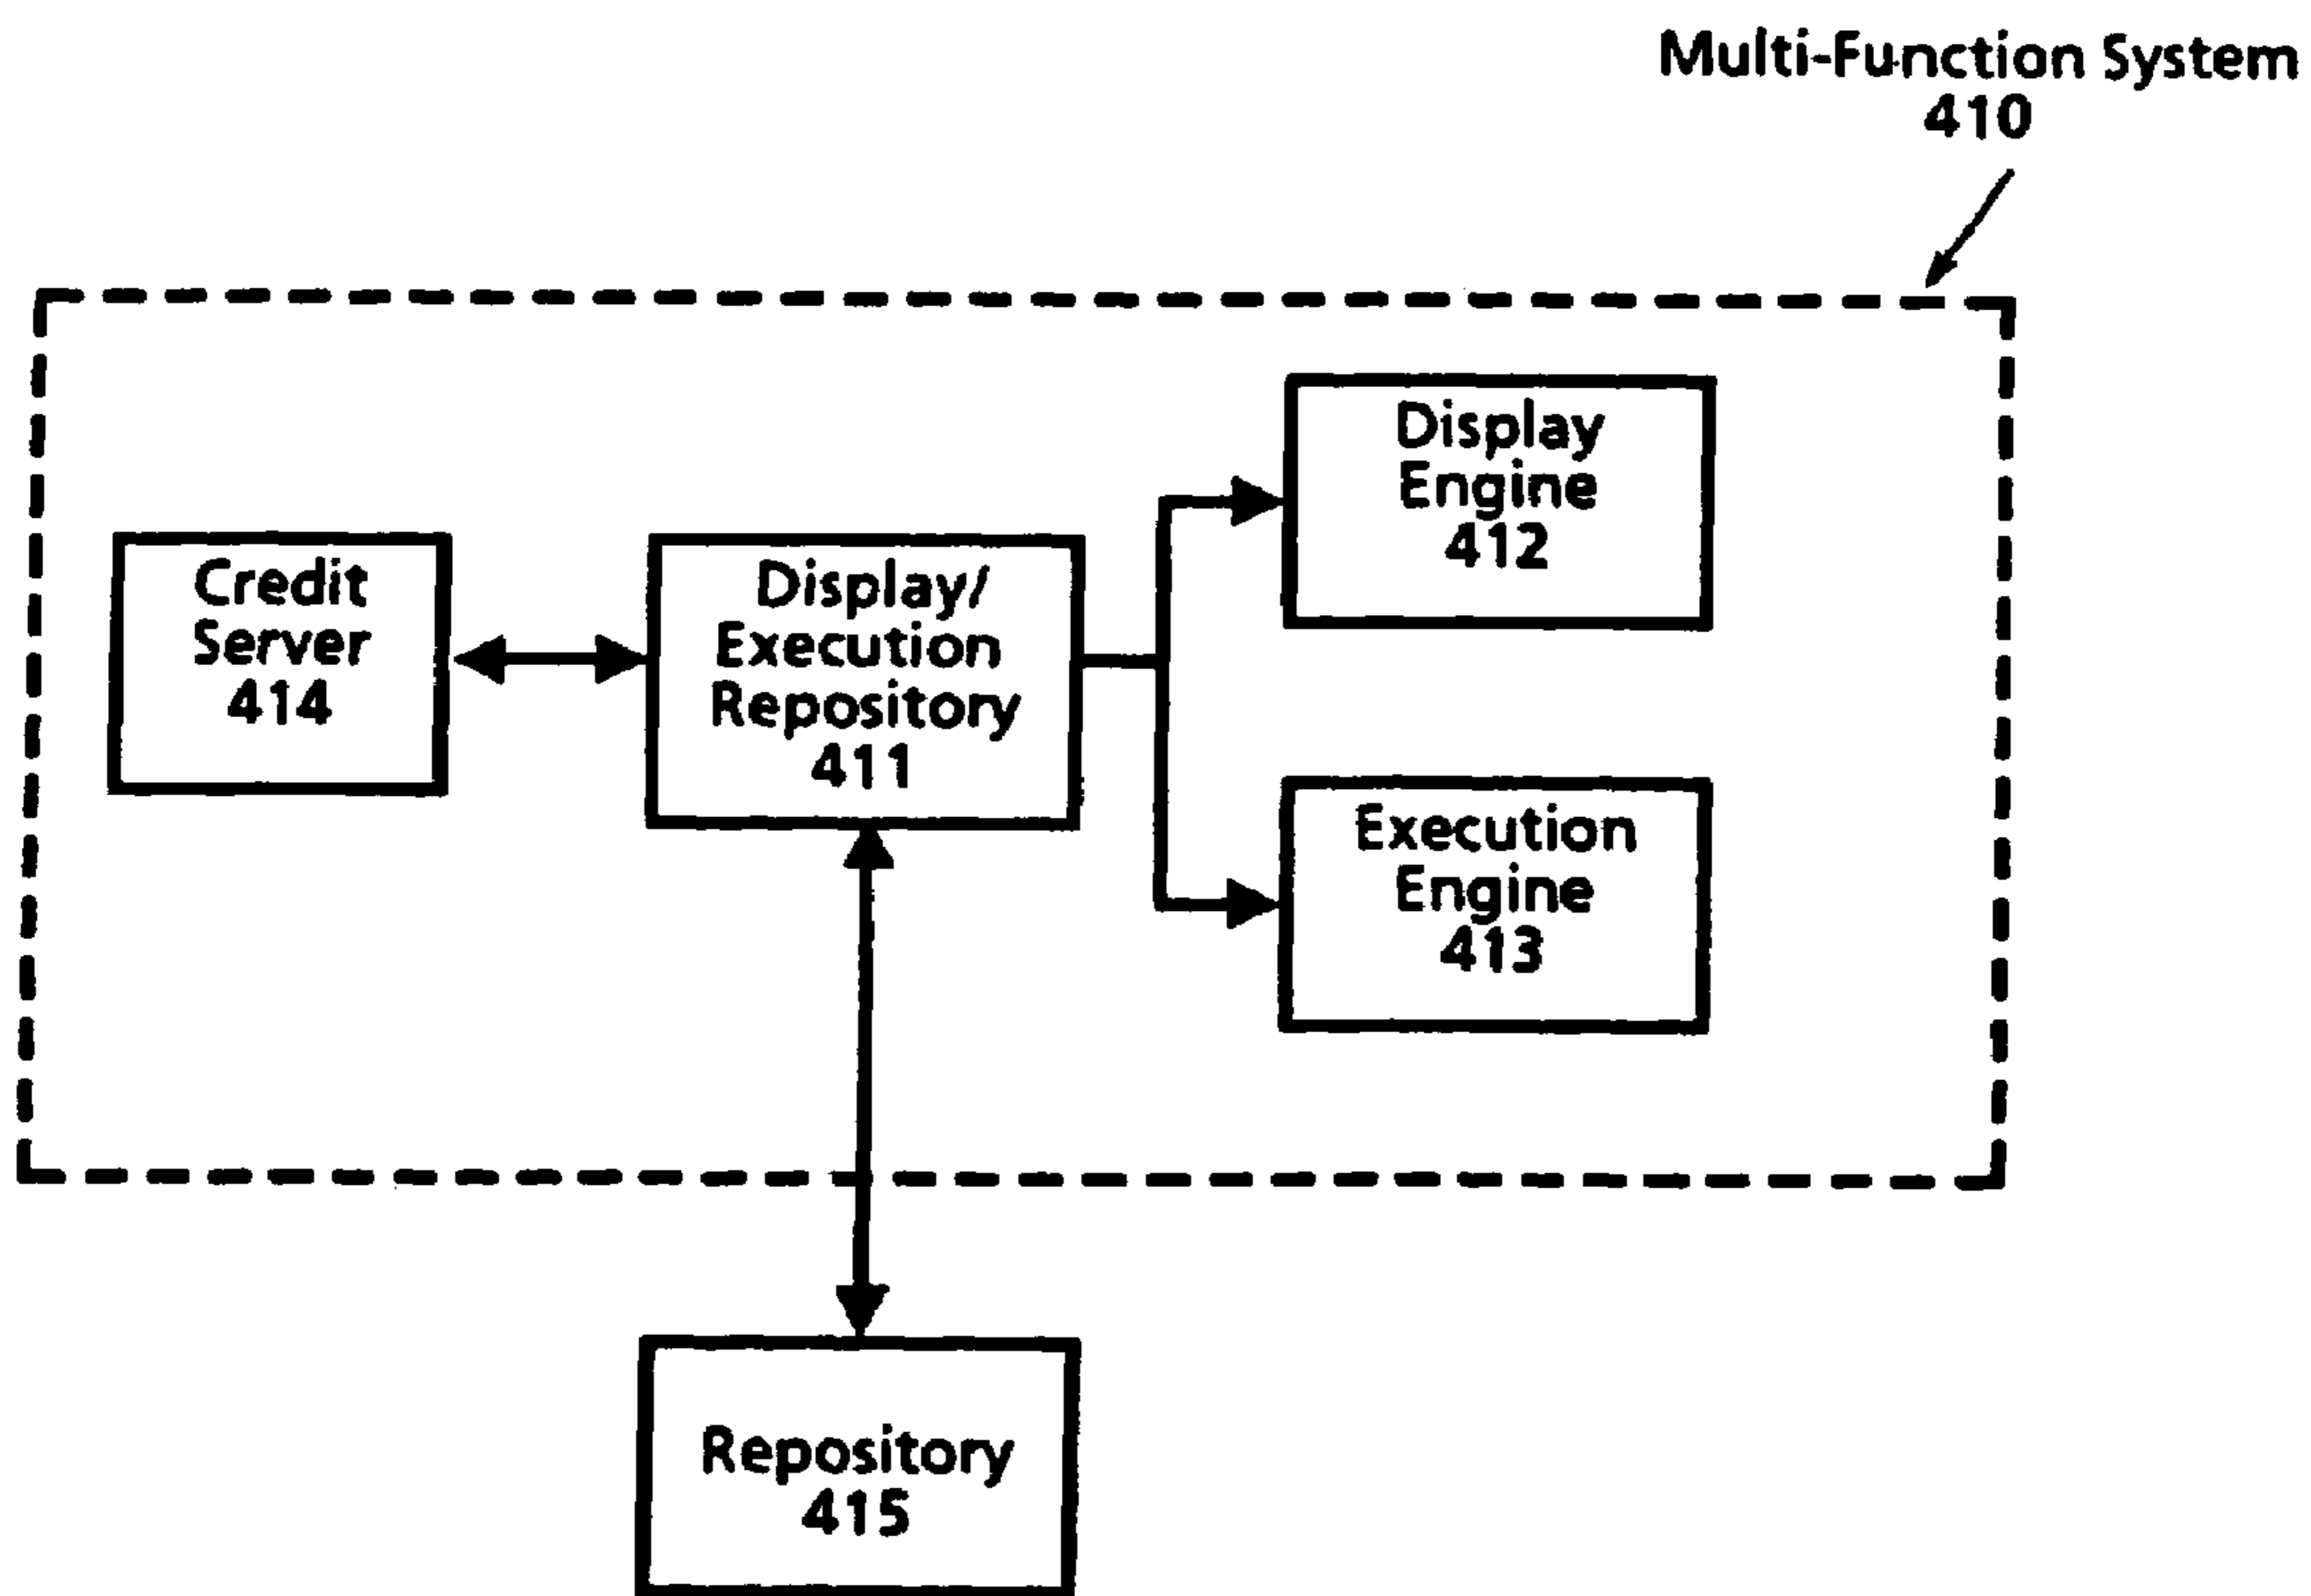 Multi-Function System
410
Display
Engine
412
Credit
Server
414
Display/
Execution
Repository
411
Execution
Engine
413
Repository
415